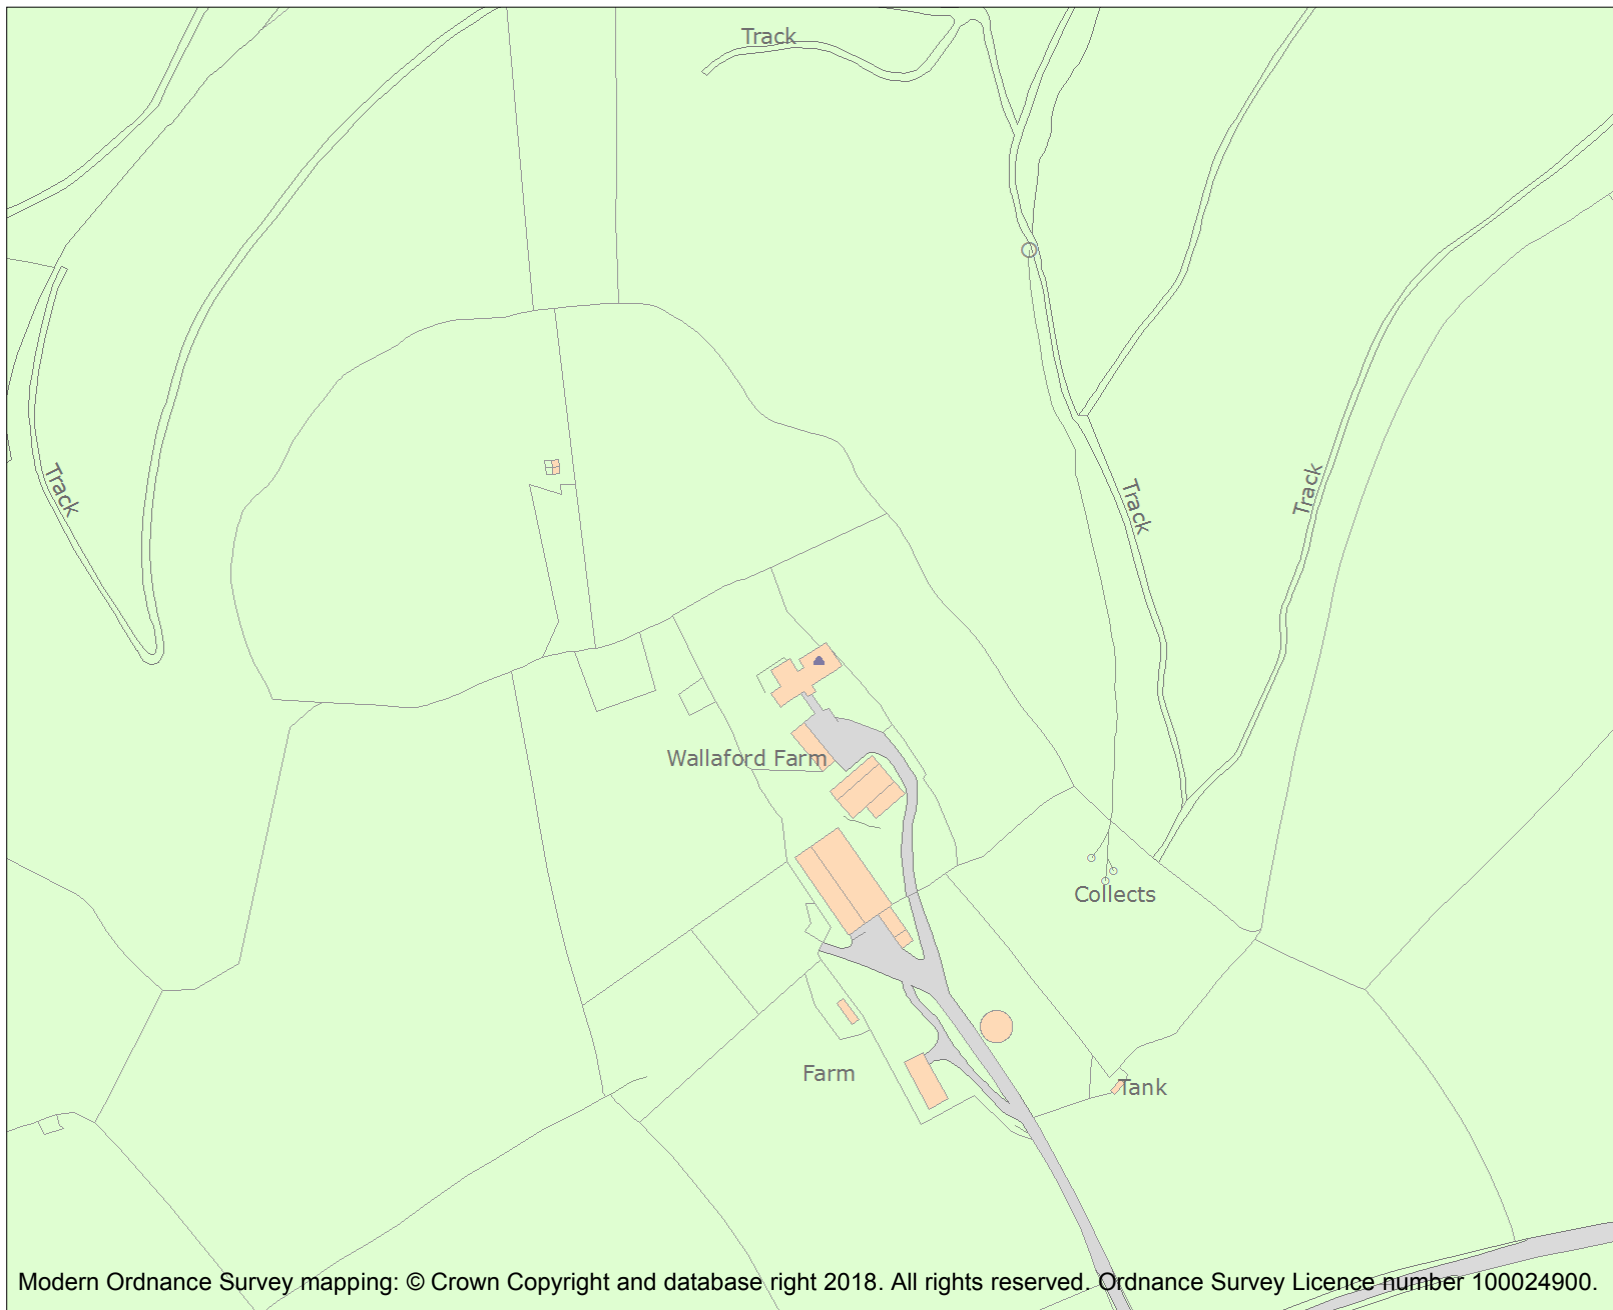 Track
Track
Track
Track
Wallaford Farm
Collects
Farm
Tank
Modern Ordnance Survey mapping: © Crown Copyright and database right 2018. All rights reserved. Ordnance Survey Licence number 100024900.